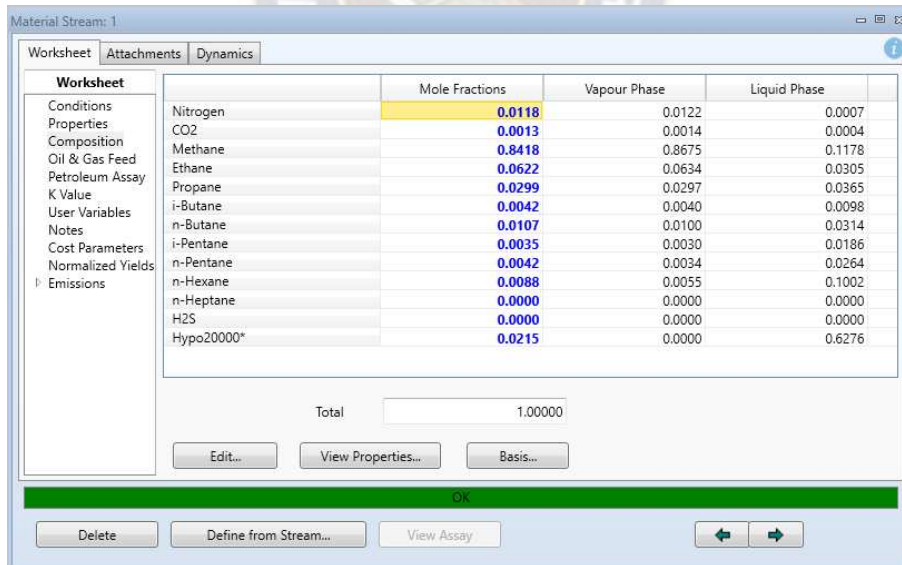 Material Stream: 1
Worksheet Attachments Dynamics
Worksheet
Conditions
Properties
Composition
Oil & Gas Feed
Petroleum Assay
K Value
User Variables
Notes
Cost Parameters
Normalized Yields
Emissions
Mole Fractions Vapour Phase Liquid Phase
Nitrogen 0.0118 0.0122 0.0007
CO2 0.0013 0.0014 0.0004
Methane 0.8418 0.8675 0.1178
Ethane 0.0622 0.0634 0.0305
Propane 0.0299 0.0297 0.0365
i-Butane 0.0042 0.0040 0.0098
n-Butane 0.0107 0.0100 0.0314
i-Pentane 0.0035 0.0030 0.0186
n-Pentane 0.0042 0.0034 0.0264
n-Hexane 0.0088 0.0055 0.1002
n-Heptane 0.0000 0.0000 0.0000
H2S 0.0000 0.0000 0.0000
Hypo20000* 0.0215 0.0000 0.6276
Total 1.00000
Edit... View Properties... Basis...
OK
Delete Define from Stream... View Assay